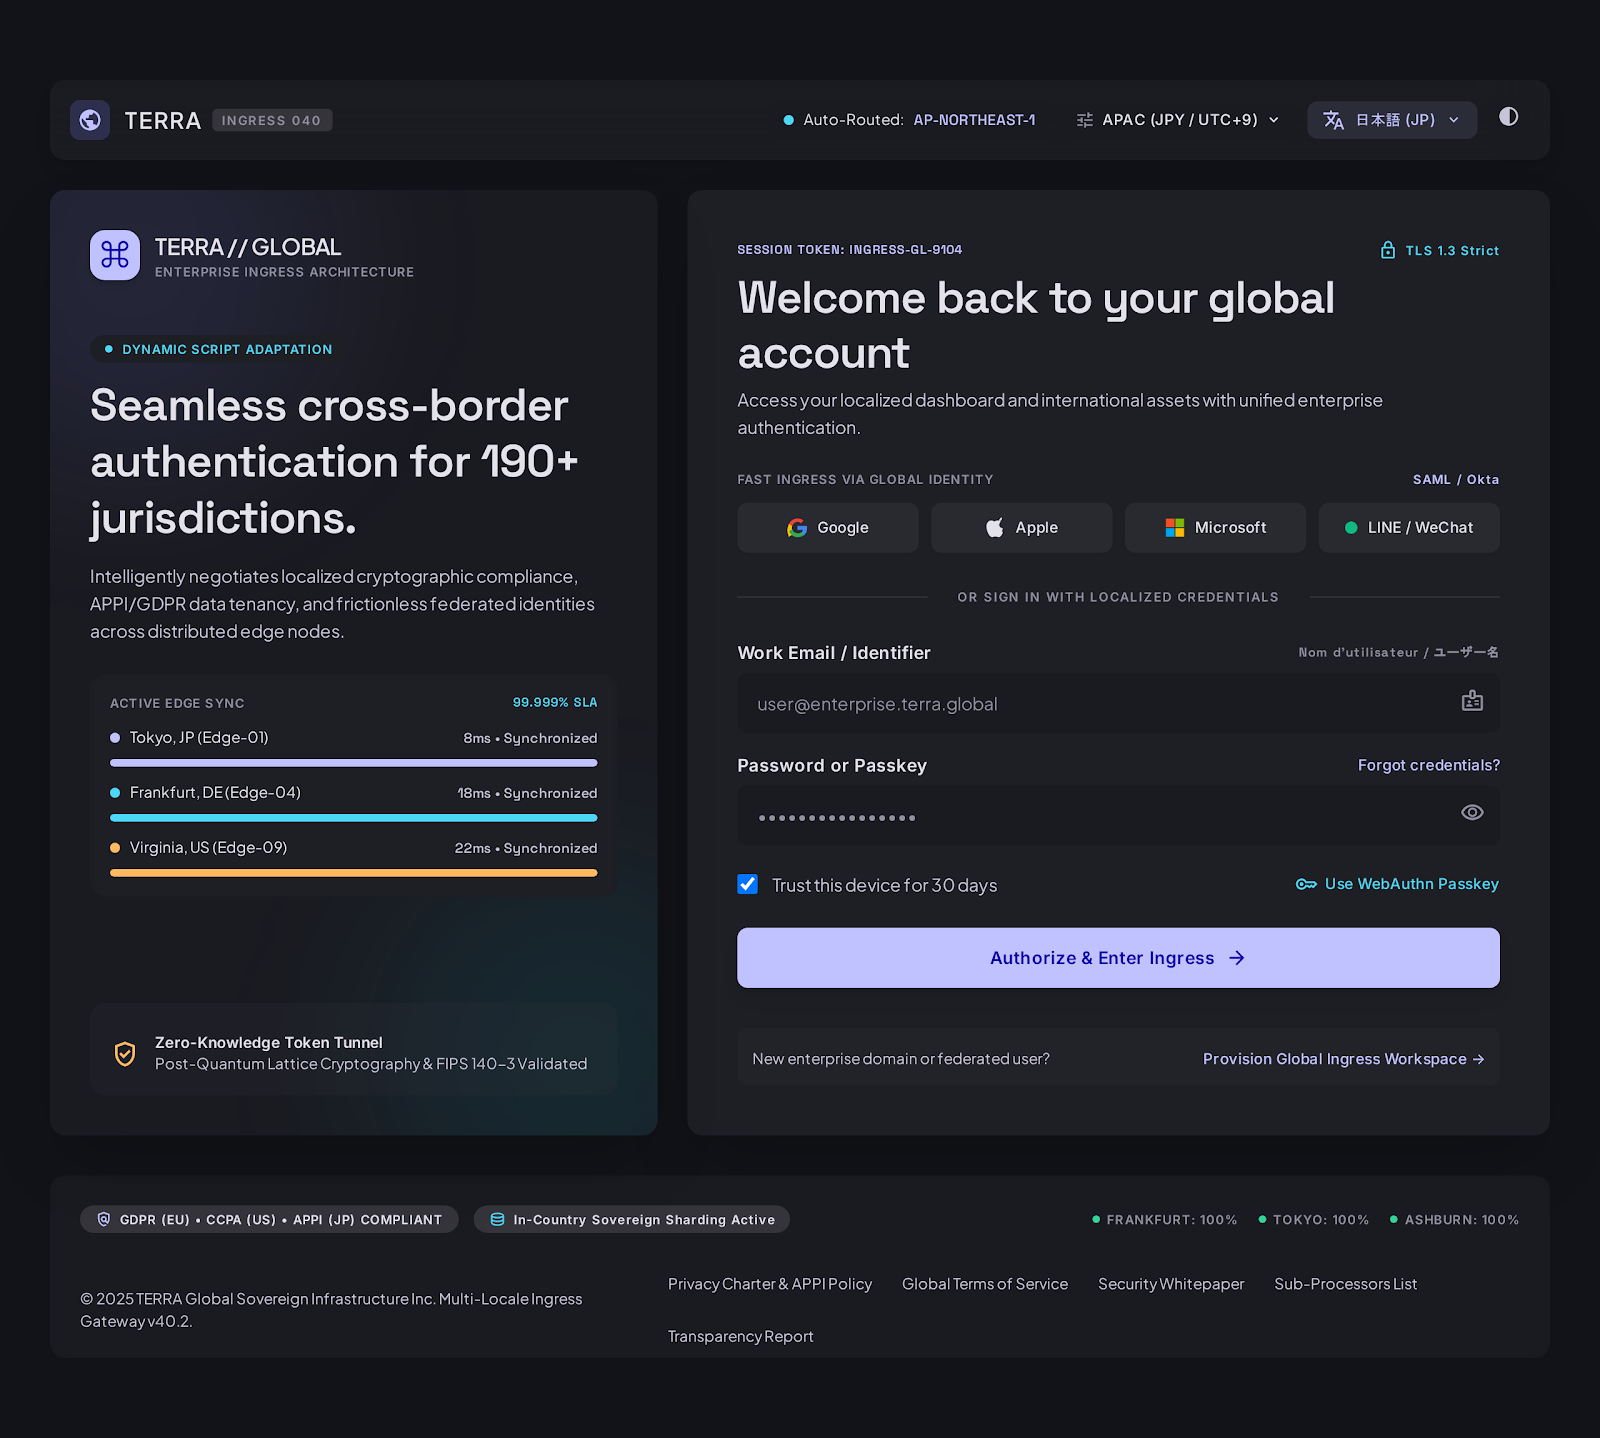 TERRA INGRESS 040
Auto-Routed: AP-NORTHEAST-1
APAC (JPY / UTC+9)
日本語 (JP)
TERRA // GLOBAL
ENTERPRISE INGRESS ARCHITECTURE
DYNAMIC SCRIPT ADAPTATION
Seamless cross-border
authentication for 190+
jurisdictions.
Intelligently negotiates localized cryptographic compliance,
APPI/GDPR data tenancy, and frictionless federated identities
across distributed edge nodes.
ACTIVE EDGE SYNC 99.999% SLA
Tokyo, JP (Edge-01) 8ms • Synchronized
Frankfurt, DE (Edge-04) 18ms • Synchronized
Virginia, US (Edge-09) 22ms • Synchronized
Zero-Knowledge Token Tunnel
Post-Quantum Lattice Cryptography & FIPS 140-3 Validated
SESSION TOKEN: INGRESS-GL-9104
TLS 1.3 Strict
Welcome back to your global
account
Access your localized dashboard and international assets with unified enterprise
authentication.
FAST INGRESS VIA GLOBAL IDENTITY SAML / Okta
Google
Apple
Microsoft
LINE / WeChat
OR SIGN IN WITH LOCALIZED CREDENTIALS
Work Email / Identifier Nom d'utilisateur / ユーザー名
user@enterprise.terra.global
Password or Passkey Forgot credentials?
••••••••••••••••
Trust this device for 30 days Use WebAuthn Passkey
Authorize & Enter Ingress →
New enterprise domain or federated user? Provision Global Ingress Workspace →
GDPR (EU) • CCPA (US) • APPI (JP) COMPLIANT
In-Country Sovereign Sharding Active
FRANKFURT: 100% TOKYO: 100% ASHBURN: 100%
© 2025 TERRA Global Sovereign Infrastructure Inc. Multi-Locale Ingress
Gateway v40.2.
Privacy Charter & APPI Policy Global Terms of Service Security Whitepaper Sub-Processors List
Transparency Report